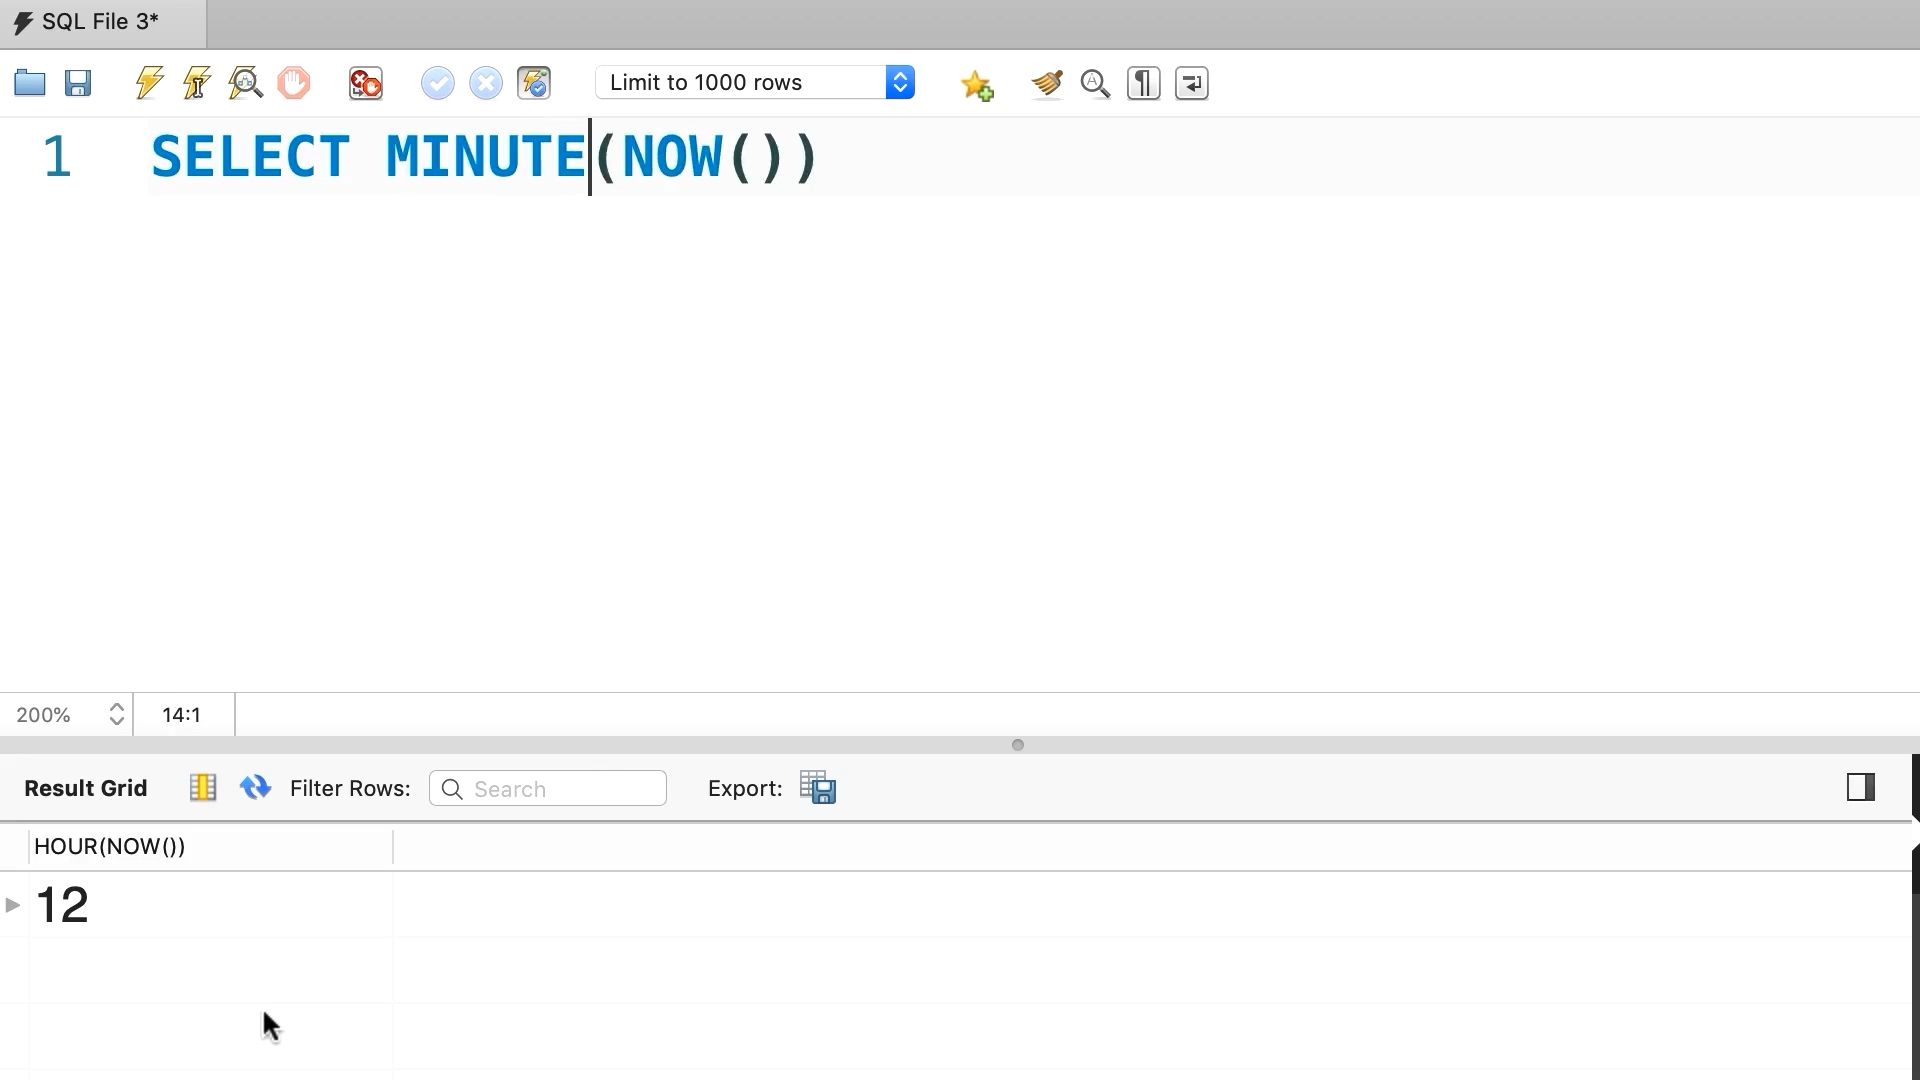 SQL File 3*
Limit to 1000 rows
1 SELECT MINUTE(NOW())
200% 14:1
Result Grid Filter Rows: Search Export:
HOUR(NOW())
12